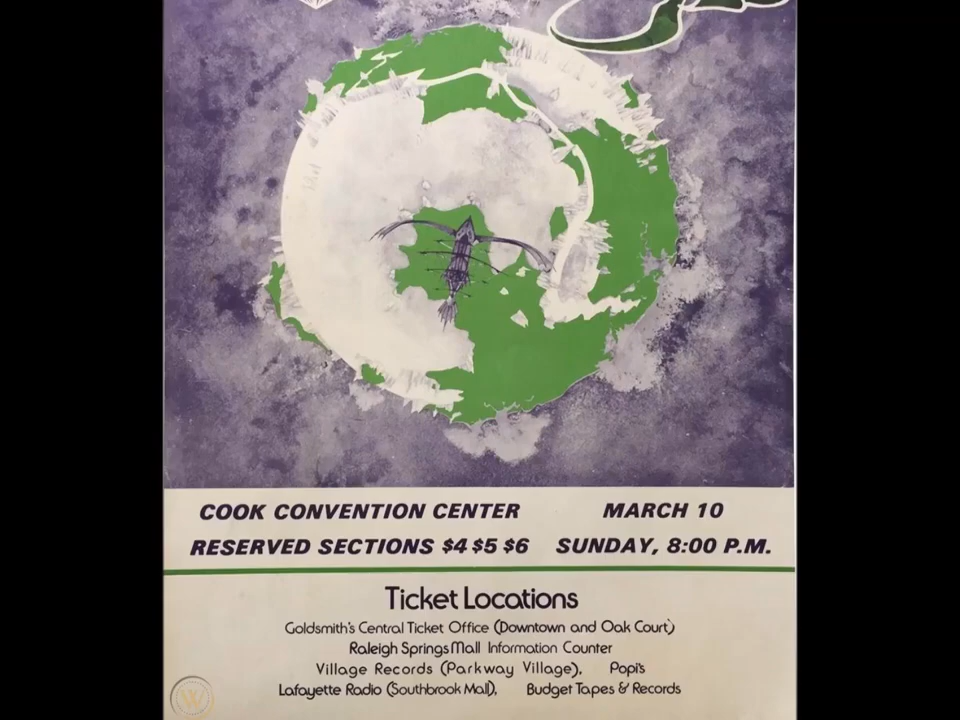 COOK CONVENTION CENTER MARCH 10
RESERVED SECTIONS $4 $5 $6 SUNDAY, 8:00 P.M.
Ticket Locations
Goldsmith's Central Ticket Office (Downtown and Oak Court)
Raleigh Springs Mall Information Counter
Village Records (Parkway Village), Popi's
Lafayette Radio (Southbrook Mall), Budget Tapes & Records
W